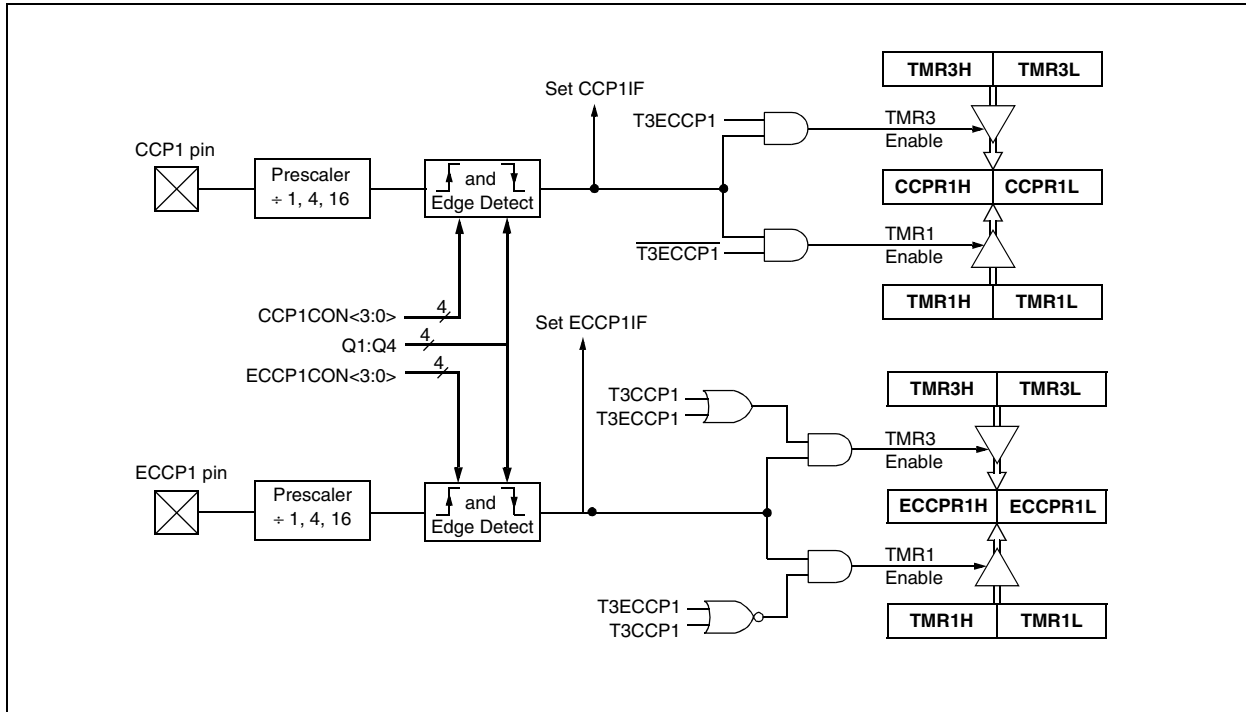 TMR3H TMR3L
Set CCP1IF
T3ECCP1
TMR3
Enable
CCP1 pin
Prescaler
÷ 1, 4, 16
and
Edge Detect
CCPR1H CCPR1L
T3ECCP1
TMR1
Enable
TMR1H TMR1L
CCP1CON<3:0> 4
Q1:Q4 4
ECCP1CON<3:0> 4
Set ECCP1IF
TMR3H TMR3L
T3CCP1
T3ECCP1
TMR3
Enable
ECCP1 pin
Prescaler
÷ 1, 4, 16
and
Edge Detect
ECCPR1H ECCPR1L
TMR1
Enable
T3ECCP1
T3CCP1
TMR1H TMR1L